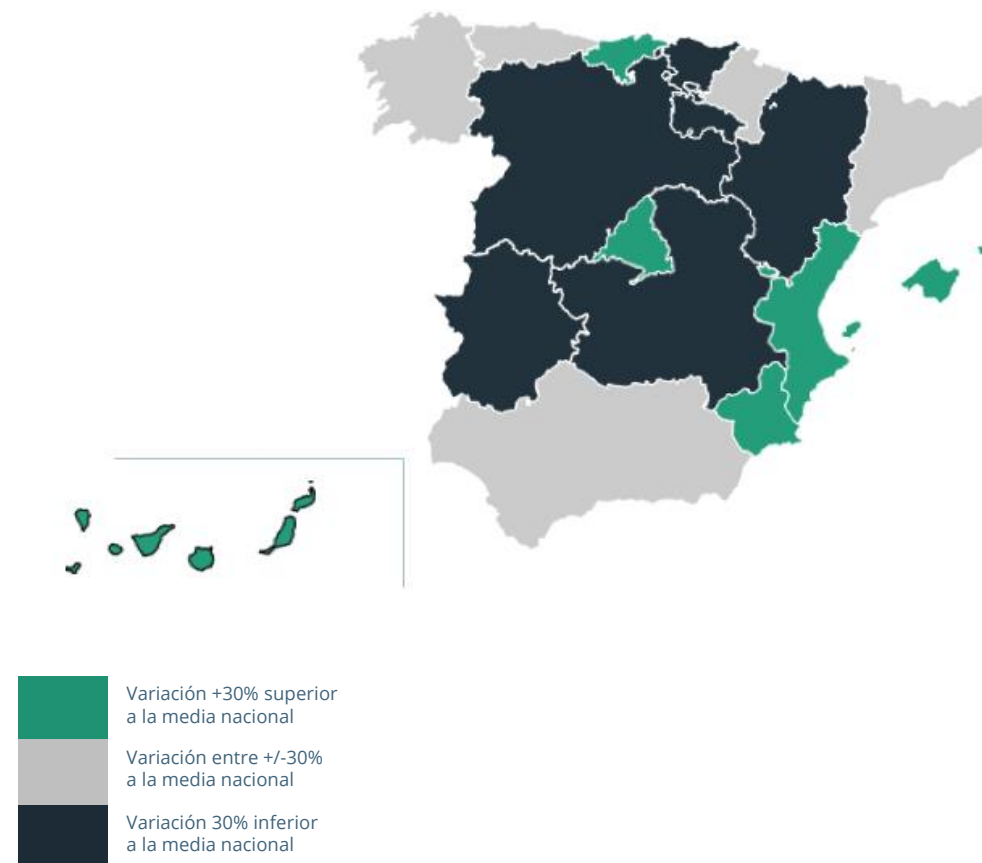 Variación +30% superior
a la media nacional
Variación entre +/-30%
a la media nacional
Variación 30% inferior
a la media nacional